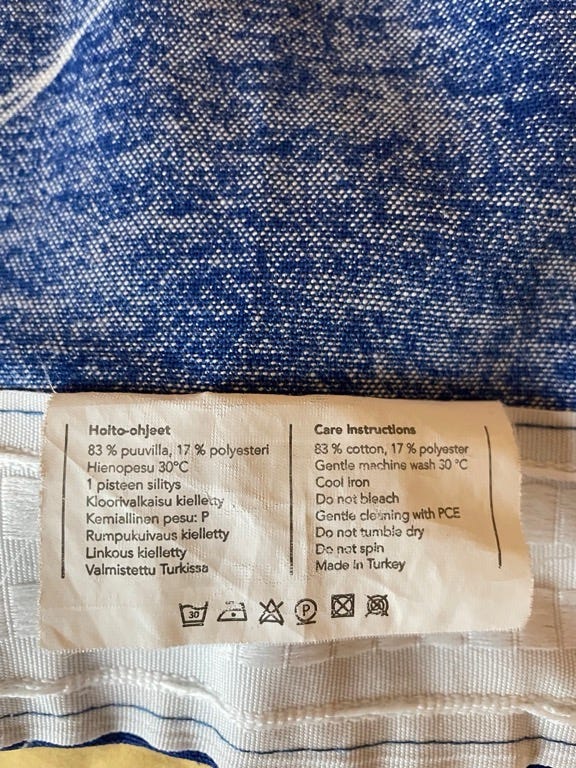 Hoito-ohjeet
83 % puuvilla, 17 % polyesteri
Hienopesu 30°C
1 pisteen silitys
Kloorivalkaisu kielletty
Kemiallinen pesu: P
Rumpukuivaus kielletty
Linkous kielletty
Valmistettu Turkissa
Care Instructions
83 % cotton, 17 % polyester
Gentle machine wash 30 °C
Cool iron
Do not bleach
Gentle cleaning with PCE
Do not tumble dry
Do not spin
Made in Turkey
30 P